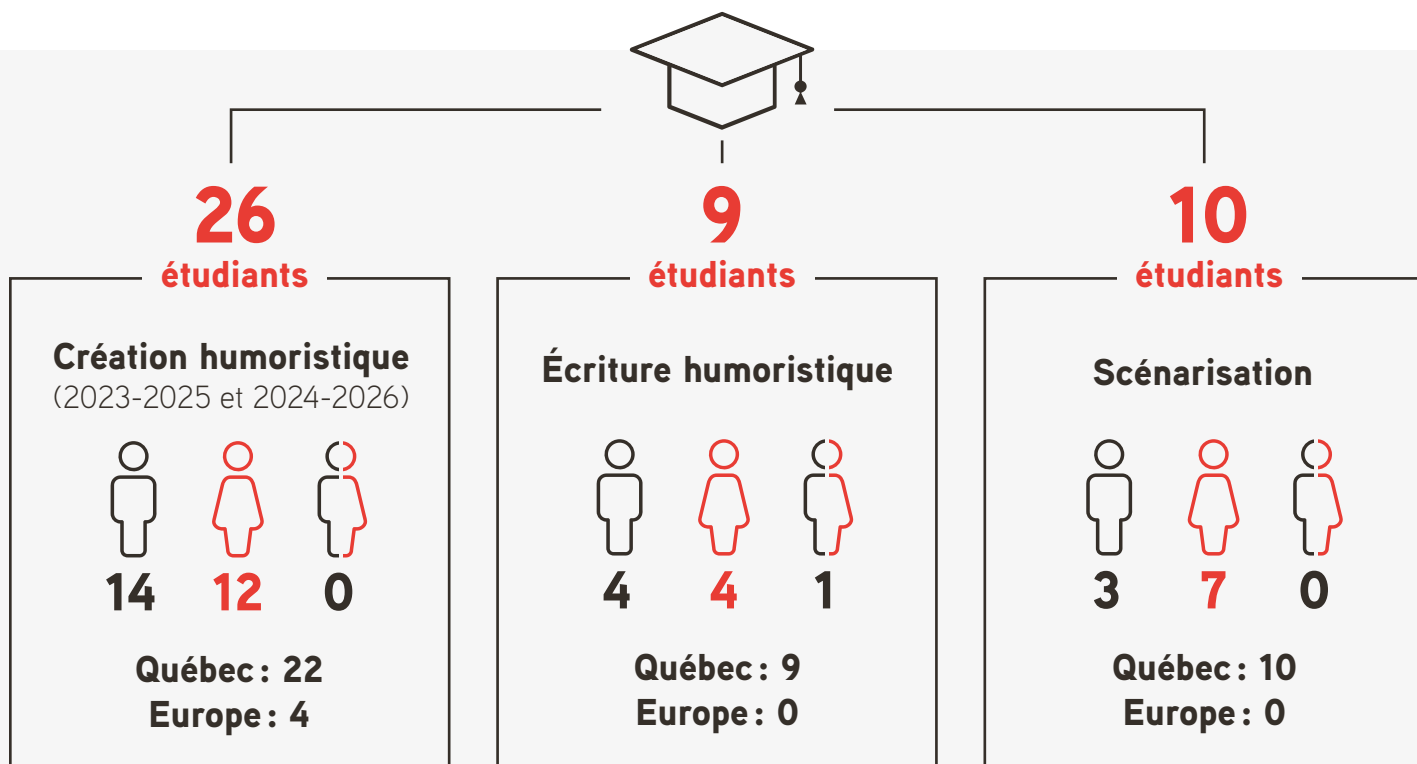 26
étudiants
Création humoristique
(2023-2025 et 2024-2026)
14 12 0
Québec : 22
Europe : 4
9
étudiants
Écriture humoristique
4 4 1
Québec : 9
Europe : 0
10
étudiants
Scénarisation
3 7 0
Québec : 10
Europe : 0